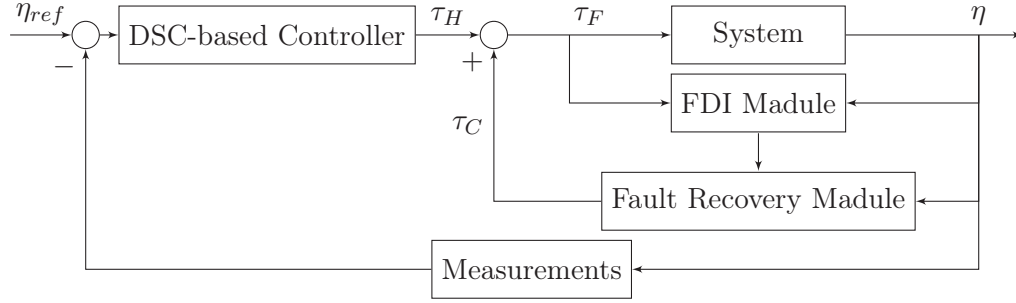 η_ref
DSC-based Controller
τ_H
τ_F
System
η
−
+
FDI Madule
τ_C
Fault Recovery Madule
Measurements